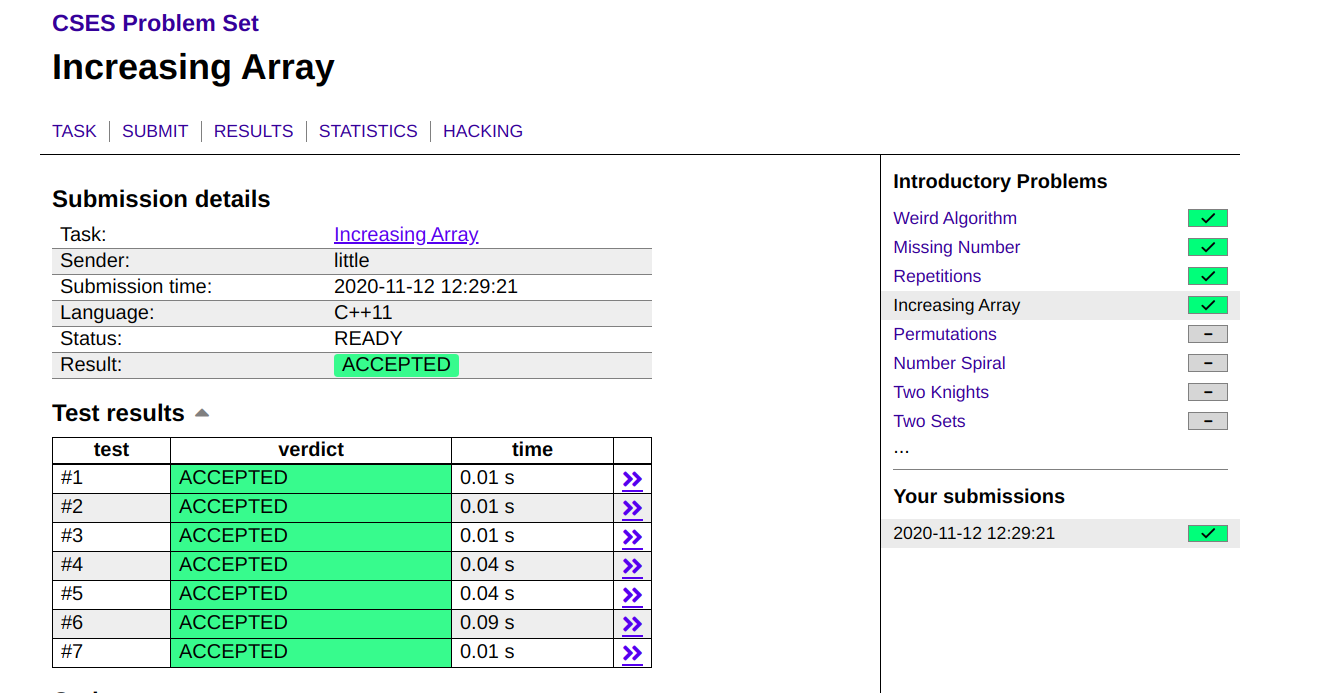 CSES Problem Set
Increasing Array
TASK | SUBMIT | RESULTS | STATISTICS | HACKING
Submission details
Task: Increasing Array
Sender: little
Submission time: 2020-11-12 12:29:21
Language: C++11
Status: READY
Result: ACCEPTED
Test results
test verdict time
#1 ACCEPTED 0.01 s »
#2 ACCEPTED 0.01 s »
#3 ACCEPTED 0.01 s »
#4 ACCEPTED 0.04 s »
#5 ACCEPTED 0.04 s »
#6 ACCEPTED 0.09 s »
#7 ACCEPTED 0.01 s »
Introductory Problems
Weird Algorithm ✓
Missing Number ✓
Repetitions ✓
Increasing Array ✓
Permutations –
Number Spiral –
Two Knights –
Two Sets –
...
Your submissions
2020-11-12 12:29:21 ✓